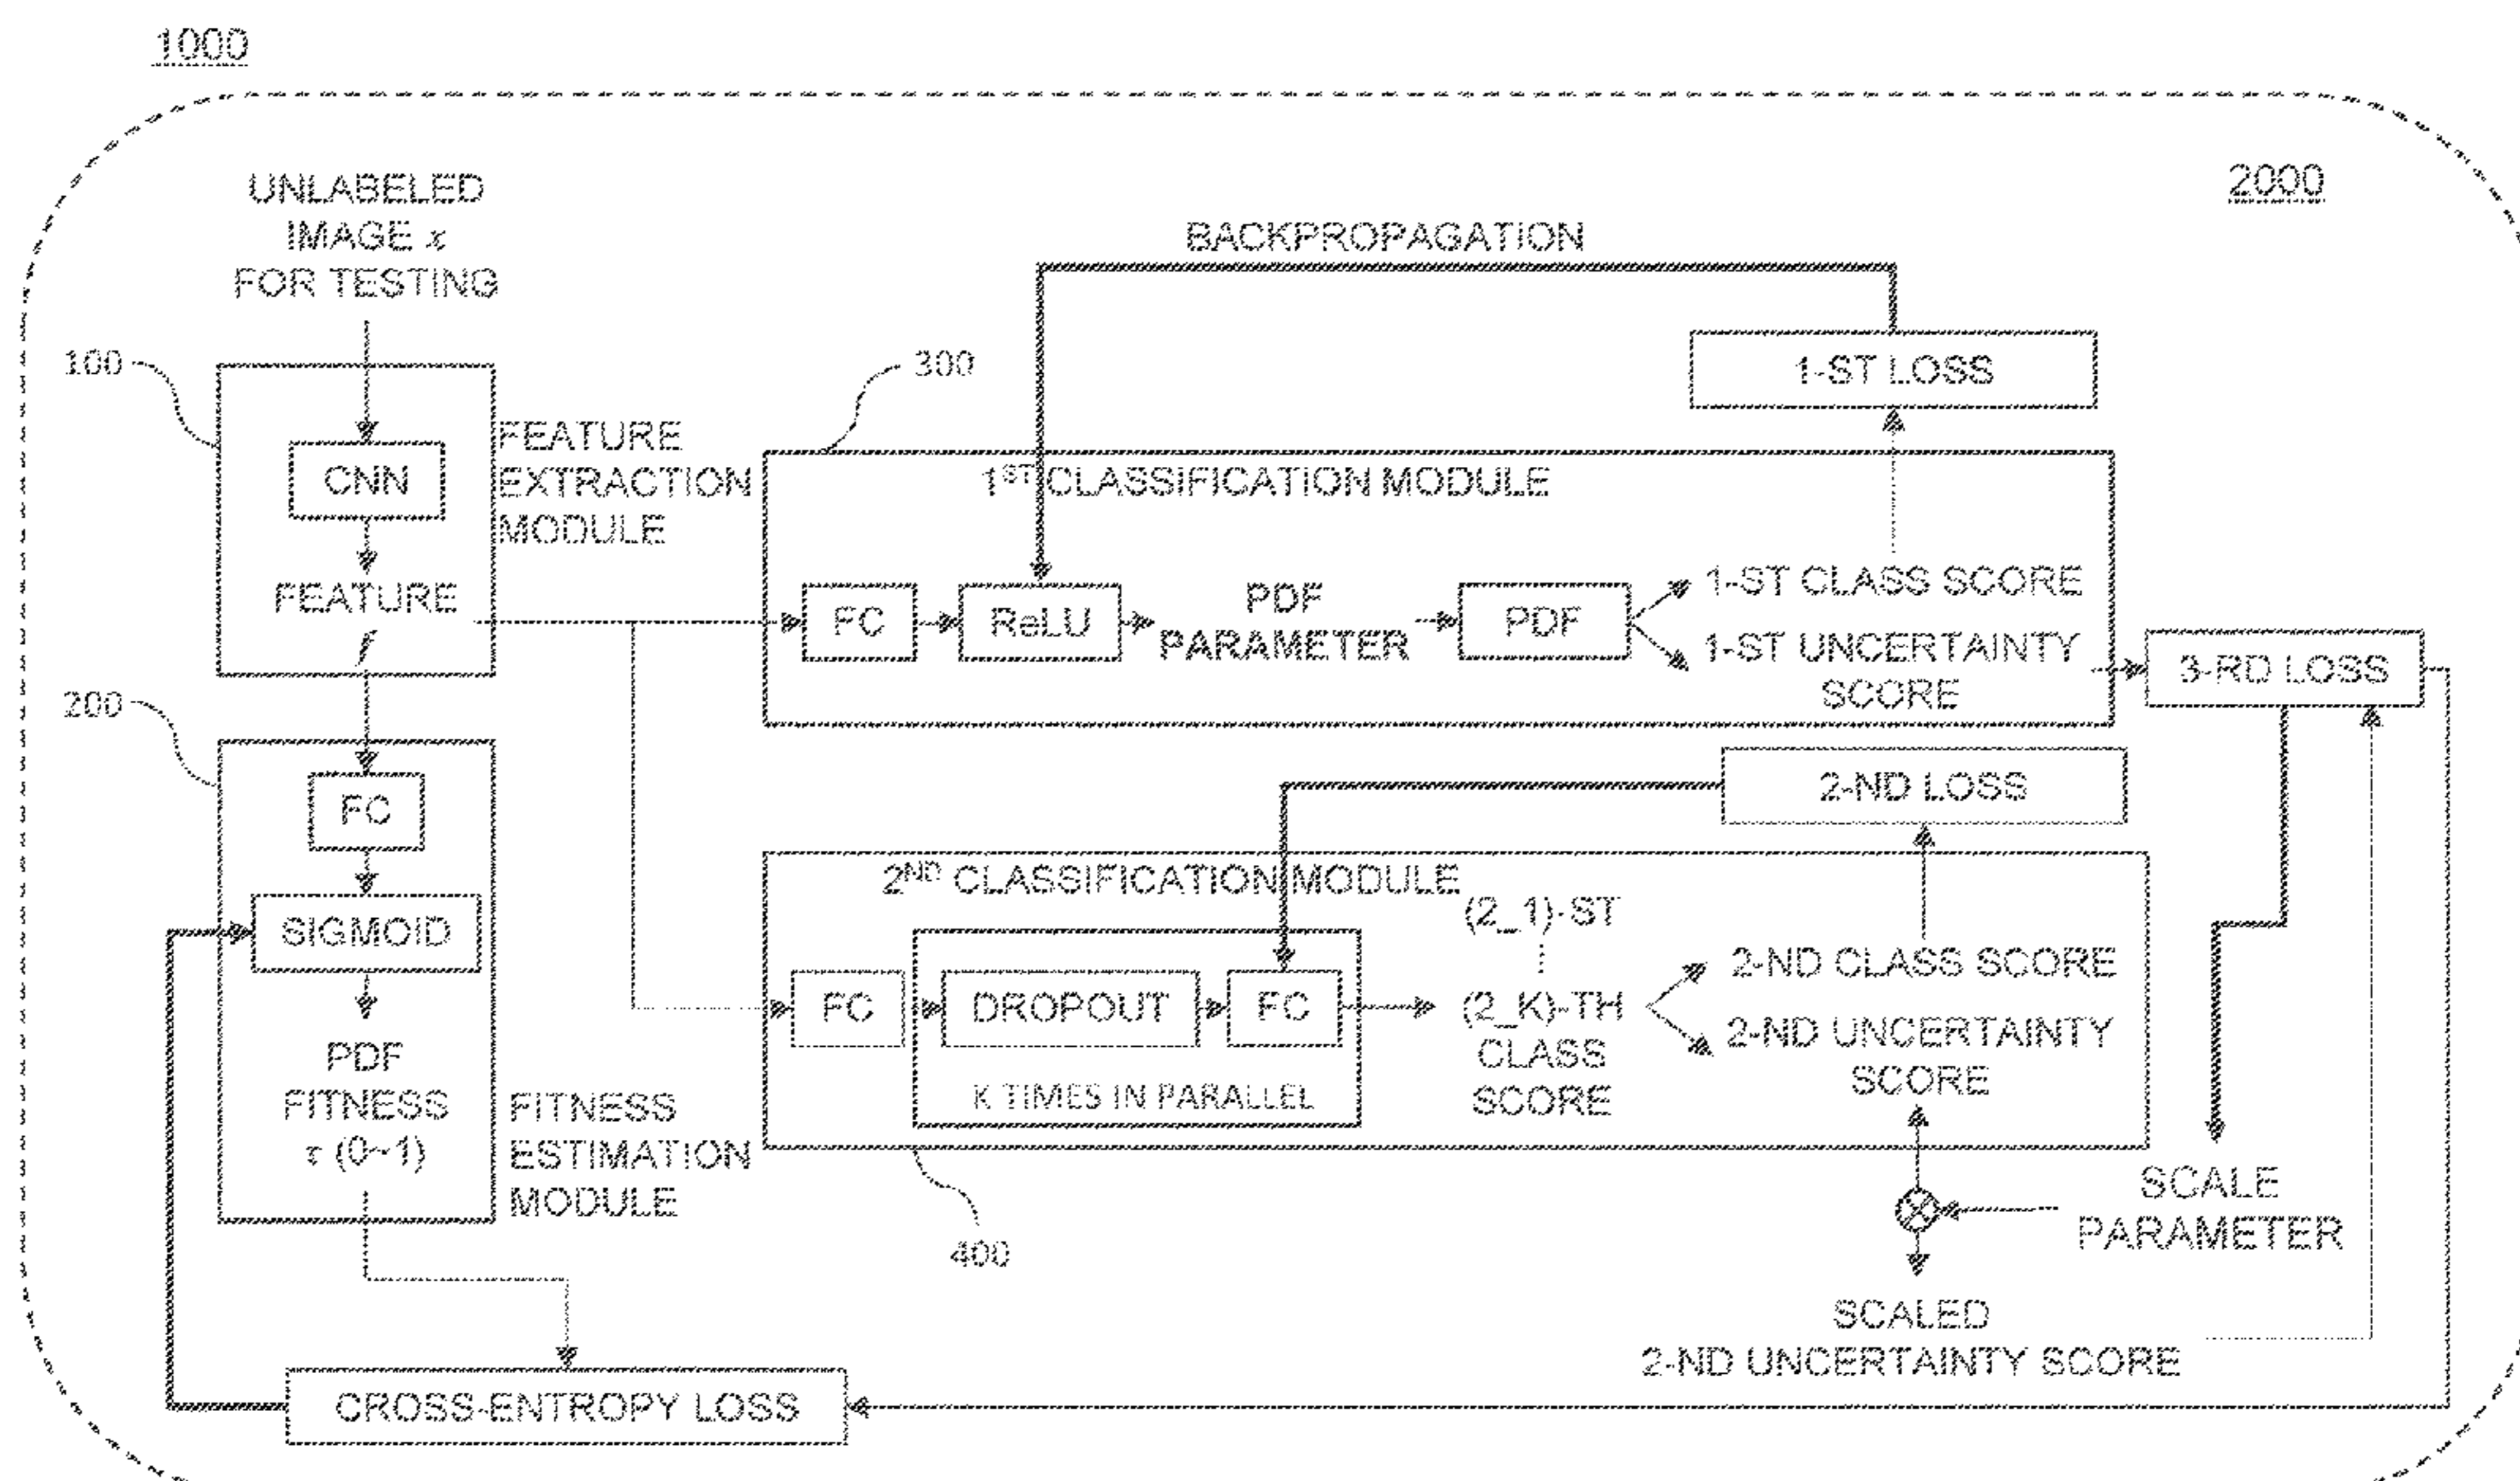 1000
2000
UNLABELED
IMAGE x
FOR TESTING
BACKPROPAGATION
100
300
1-ST LOSS
CNN
FEATURE
EXTRACTION
MODULE
1ST CLASSIFICATION MODULE
FEATURE
f
FC
ReLU
PDF
PARAMETER
PDF
1-ST CLASS SCORE
1-ST UNCERTAINTY
SCORE
3-RD LOSS
200
FC
SIGMOID
PDF
FITNESS
τ (0~1)
FITNESS
ESTIMATION
MODULE
2-ND LOSS
2ND CLASSIFICATION MODULE
FC
DROPOUT
FC
K TIMES IN PARALLEL
(2_1)-ST
(2_K)-TH
CLASS
SCORE
2-ND CLASS SCORE
2-ND UNCERTAINTY
SCORE
400
SCALE
PARAMETER
SCALED
2-ND UNCERTAINTY SCORE
CROSS-ENTROPY LOSS